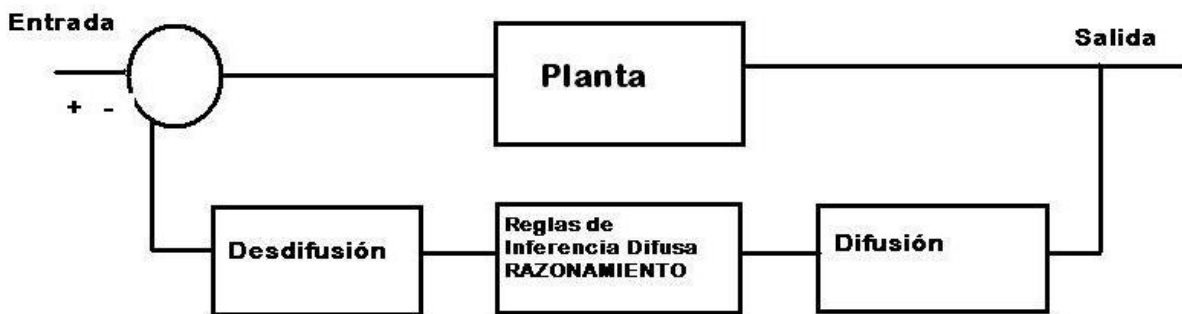 Entrada
Salida
Planta
+ -
Desdifusión
Reglas de
Inferencia Difusa
RAZONAMIENTO
Difusión